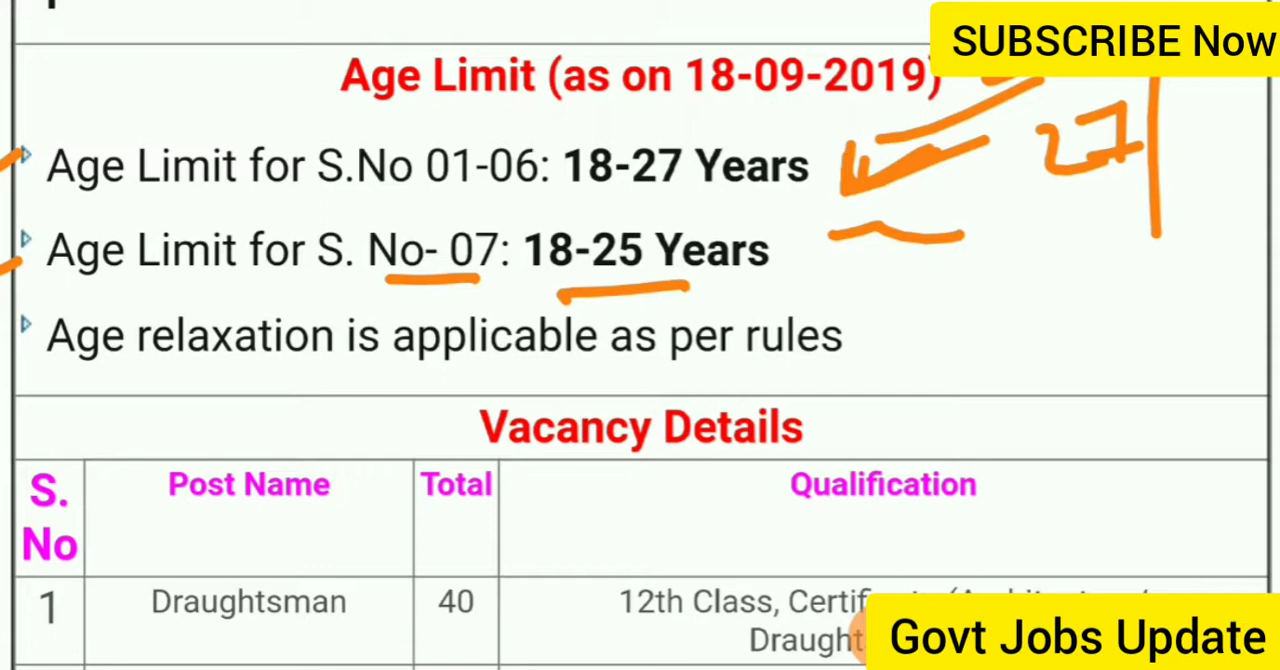 SUBSCRIBE Now
Age Limit (as on 18-09-2019)
27
Age Limit for S.No 01-06: 18-27 Years
Age Limit for S. No- 07: 18-25 Years
Age relaxation is applicable as per rules
Vacancy Details
S. No Post Name Total Qualification
1 Draughtsman 40 12th Class,
Govt Jobs Update